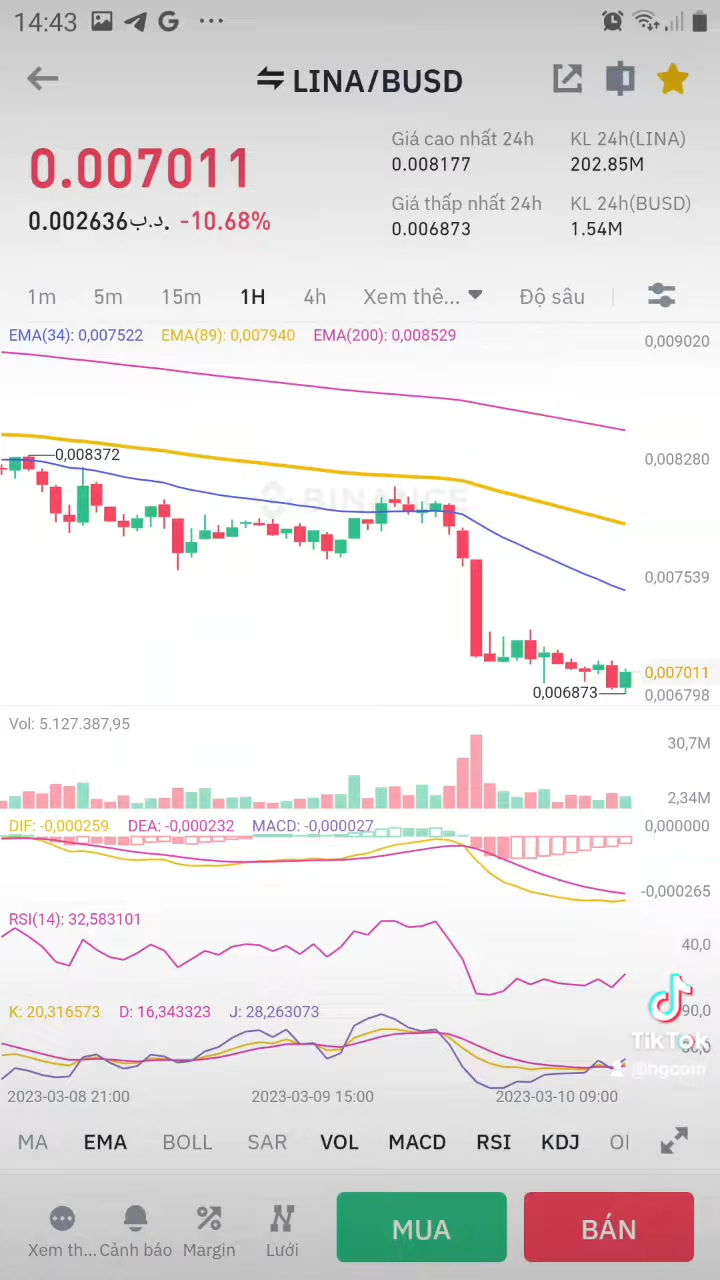 14:43
LINA/BUSD
0.007011
0.002636د.ب. -10.68%
Giá cao nhất 24h
0.008177
KL 24h(LINA)
202.85M
Giá thấp nhất 24h
0.006873
KL 24h(BUSD)
1.54M
1m 5m 15m 1H 4h Xem thê... Độ sâu
EMA(34): 0,007522 EMA(89): 0,007940 EMA(200): 0,008529
0,009020
0,008372
0,008280
BINANCE
0,007539
0,007011
0,006873
0,006798
Vol: 5.127.387,95
30,7M
2,34M
DIF: -0,000259 DEA: -0,000232 MACD: -0,000027
0,000000
-0,000265
RSI(14): 32,583101
40,0
K: 20,316573 D: 16,343323 J: 28,263073
90,0
TikTok
@hgcoin
2023-03-08 21:00 2023-03-09 15:00 2023-03-10 09:00
MA EMA BOLL SAR VOL MACD RSI KDJ
Xem th... Cảnh báo Margin Lưới
MUA
BÁN